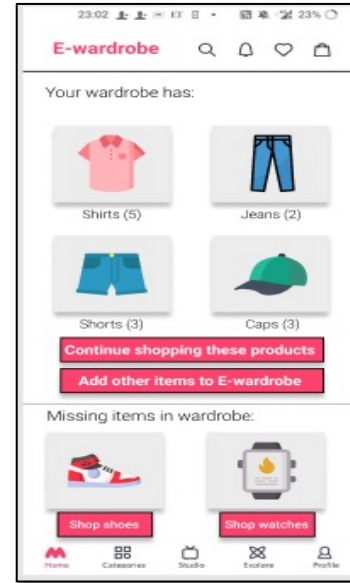 23:02 23%
E-wardrobe
Your wardrobe has:
Shirts (5) Jeans (2)
Shorts (3) Caps (3)
Continue shopping these products
Add other items to E-wardrobe
Missing items in wardrobe:
Shop shoes Shop watches
Home Categories Studio Explore Profile